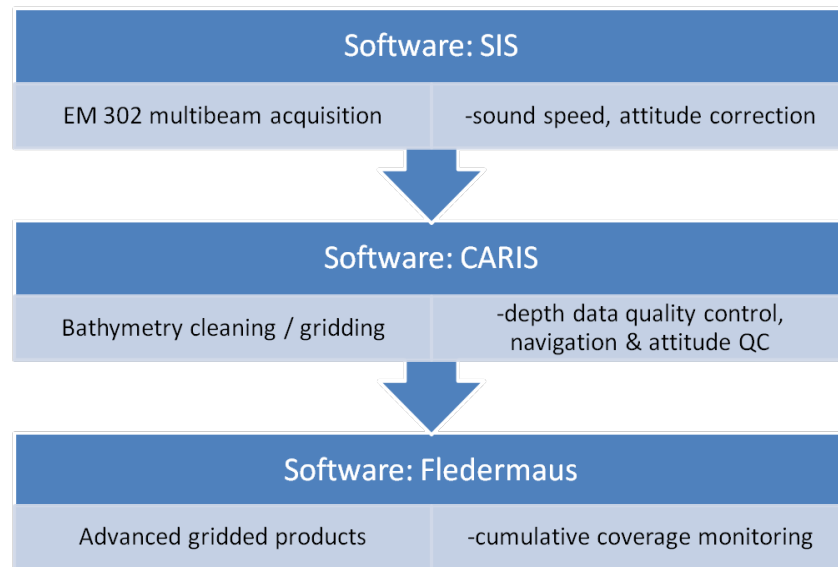 Software: SIS
EM 302 multibeam acquisition
-sound speed, attitude correction
Software: CARIS
Bathymetry cleaning / gridding
-depth data quality control,
navigation & attitude QC
Software: Fledermaus
Advanced gridded products
-cumulative coverage monitoring